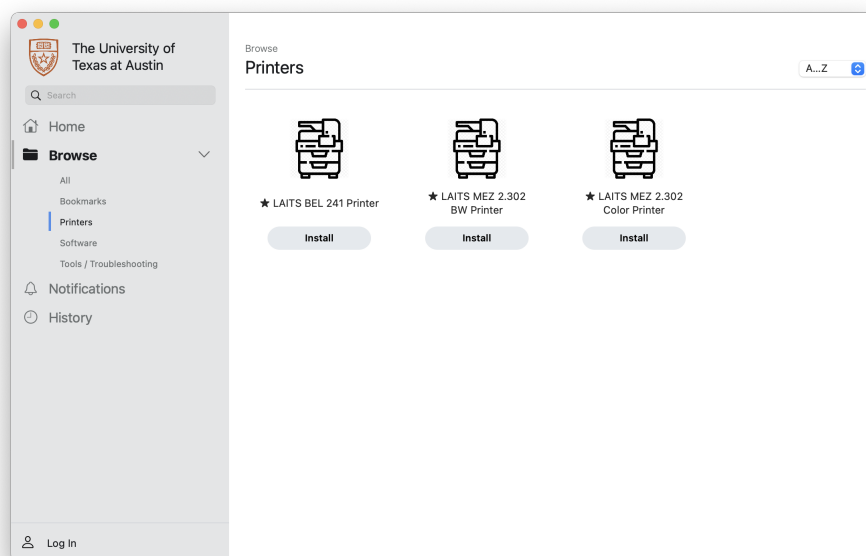 The University of
Texas at Austin
Search
Home
Browse
All
Bookmarks
Printers
Software
Tools / Troubleshooting
Notifications
History
Log In
Browse
Printers
A...Z
★ LAITS BEL 241 Printer
Install
★ LAITS MEZ 2.302
BW Printer
Install
★ LAITS MEZ 2.302
Color Printer
Install